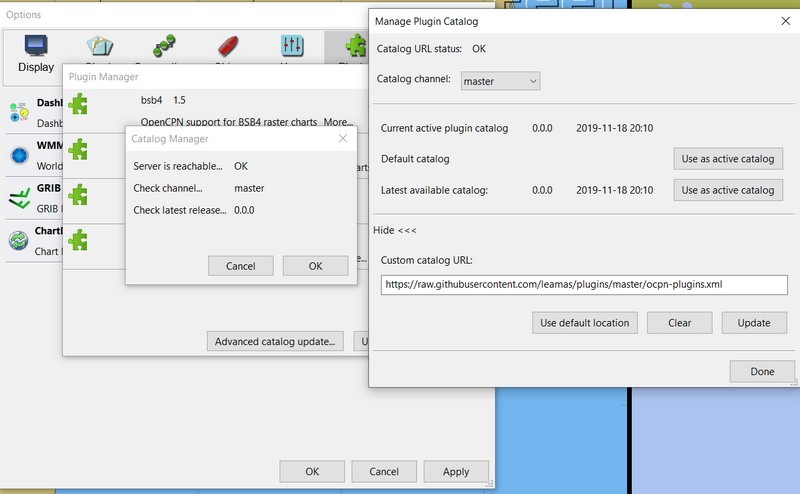 Options
Display
Dashb
Dashb
WMM
World
GRIB
GRIB
ChartD
Chart
Plugin Manager
bsb4 1.5
OpenCPN support for BSB4 raster charts More...
Advanced catalog update...
U
Catalog Manager
Server is reachable... OK
Check channel... master
Check latest release... 0.0.0
Cancel
OK
OK
Cancel
Apply
Manage Plugin Catalog
Catalog URL status: OK
Catalog channel: master
Current active plugin catalog 0.0.0 2019-11-18 20:10
Default catalog Use as active catalog
Latest available catalog: 0.0.0 2019-11-18 20:10 Use as active catalog
Hide <<<
Custom catalog URL:
https://raw.githubusercontent.com/leamas/plugins/master/ocpn-plugins.xml
Use default location
Clear
Update
Done